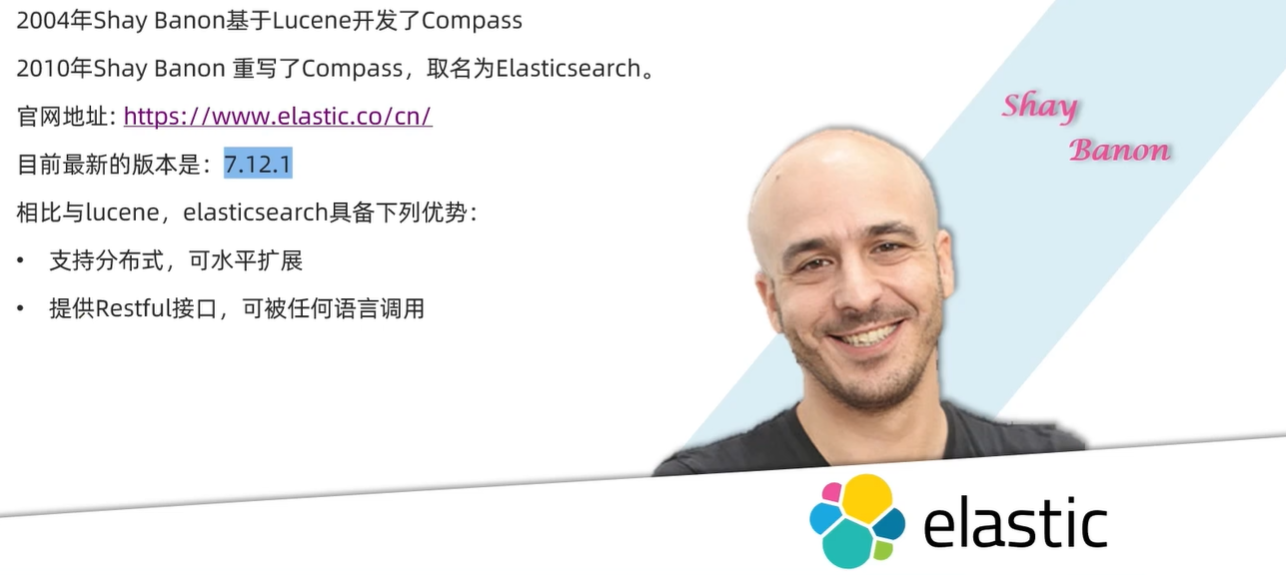 2004年Shay Banon基于Lucene开发了Compass
2010年Shay Banon 重写了Compass，取名为Elasticsearch。
官网地址: https://www.elastic.co/cn/
目前最新的版本是：7.12.1
相比与lucene，elasticsearch具备下列优势：
• 支持分布式，可水平扩展
• 提供Restful接口，可被任何语言调用
Shay
Banon
elastic